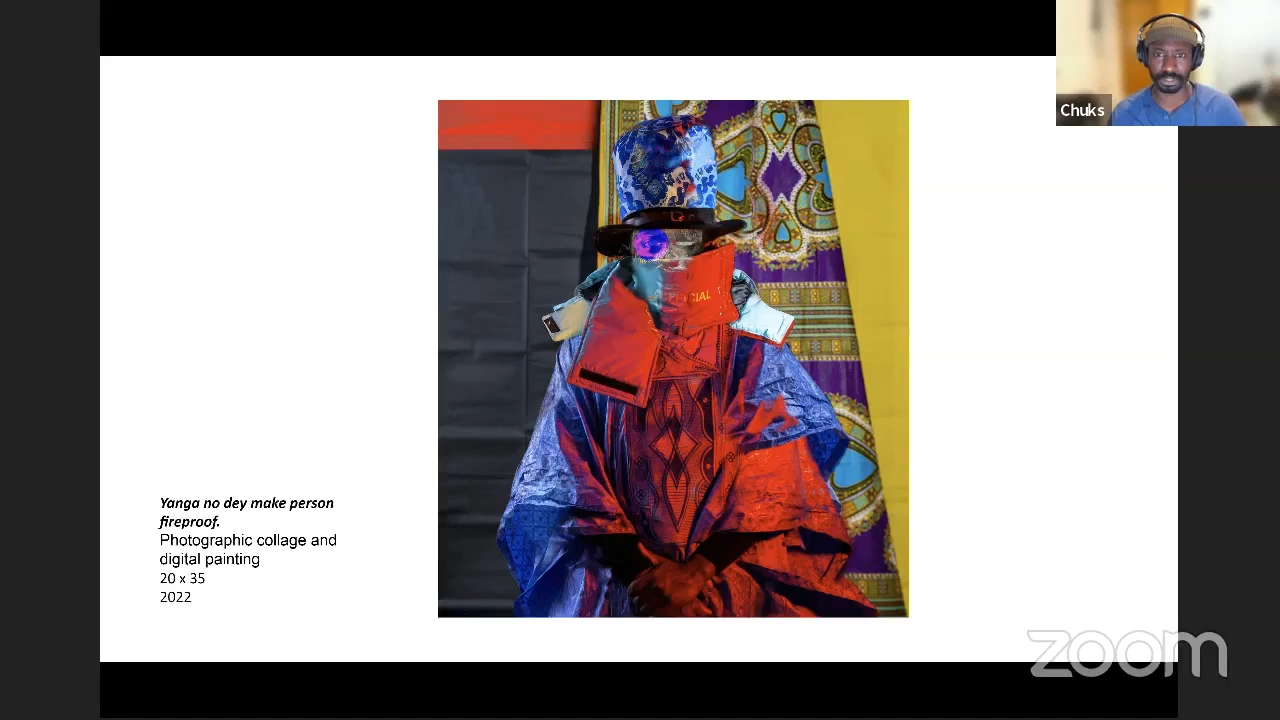 Chuks
Yanga no dey make person
fireproof.
Photographic collage and
digital painting
20 x 35
2022
zoom